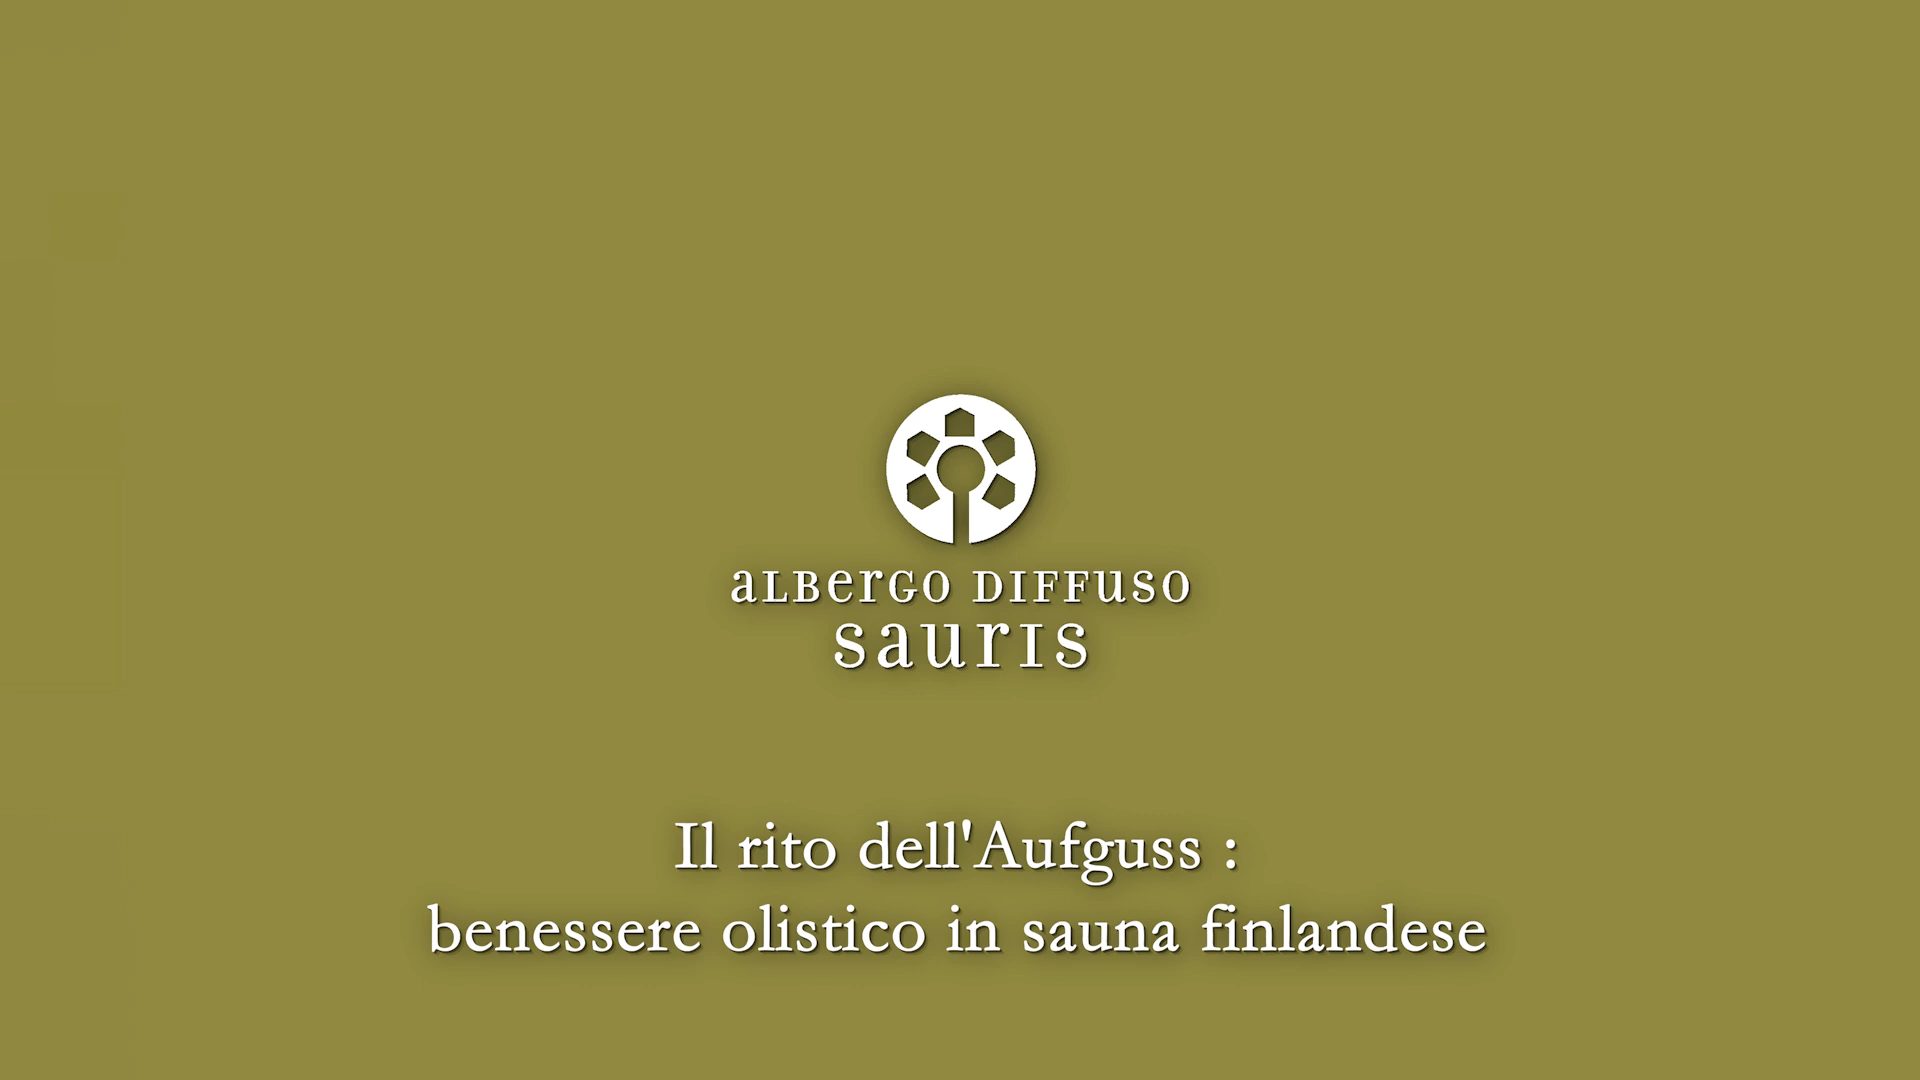 aLBerGO DIFFuSO
saurIs
Il rito dell'Aufguss :
benessere olistico in sauna finlandese